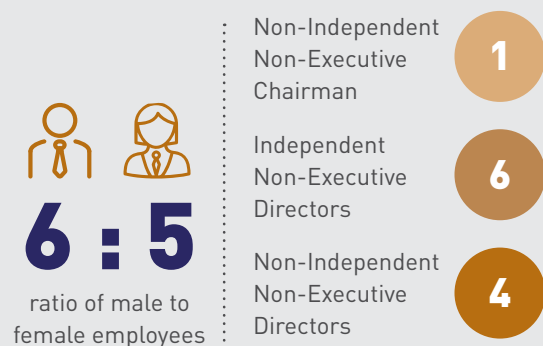 6 : 5
ratio of male to
female employees
Non-Independent
Non-Executive
Chairman
1
Independent
Non-Executive
Directors
6
Non-Independent
Non-Executive
Directors
4